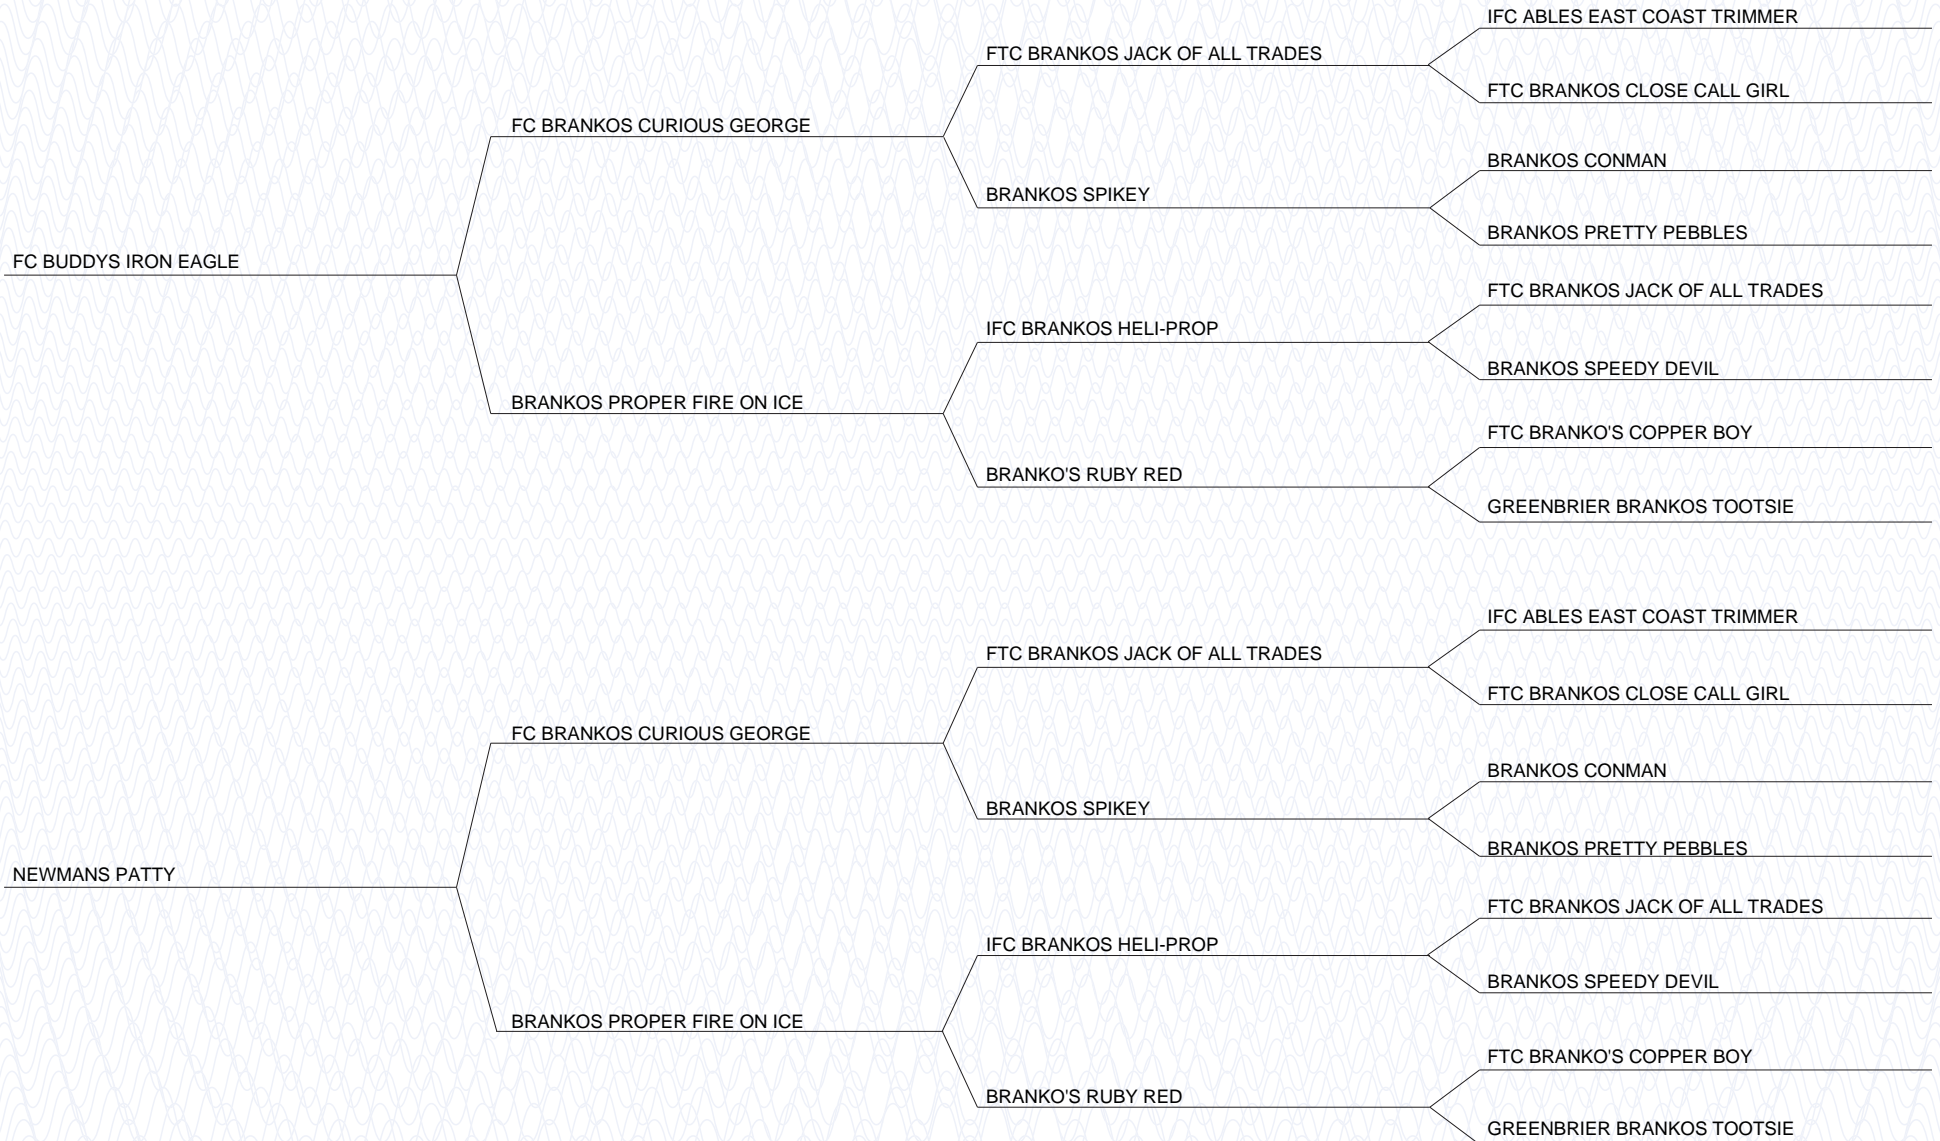 IFC ABLES EAST COAST TRIMMER
FTC BRANKOS JACK OF ALL TRADES
FTC BRANKOS CLOSE CALL GIRL
FC BRANKOS CURIOUS GEORGE
BRANKOS CONMAN
BRANKOS SPIKEY
BRANKOS PRETTY PEBBLES
FC BUDDYS IRON EAGLE
FTC BRANKOS JACK OF ALL TRADES
IFC BRANKOS HELI-PROP
BRANKOS SPEEDY DEVIL
BRANKOS PROPER FIRE ON ICE
FTC BRANKO'S COPPER BOY
BRANKO'S RUBY RED
GREENBRIER BRANKOS TOOTSIE
IFC ABLES EAST COAST TRIMMER
FTC BRANKOS JACK OF ALL TRADES
FTC BRANKOS CLOSE CALL GIRL
FC BRANKOS CURIOUS GEORGE
BRANKOS CONMAN
BRANKOS SPIKEY
BRANKOS PRETTY PEBBLES
NEWMANS PATTY
FTC BRANKOS JACK OF ALL TRADES
IFC BRANKOS HELI-PROP
BRANKOS SPEEDY DEVIL
BRANKOS PROPER FIRE ON ICE
FTC BRANKO'S COPPER BOY
BRANKO'S RUBY RED
GREENBRIER BRANKOS TOOTSIE